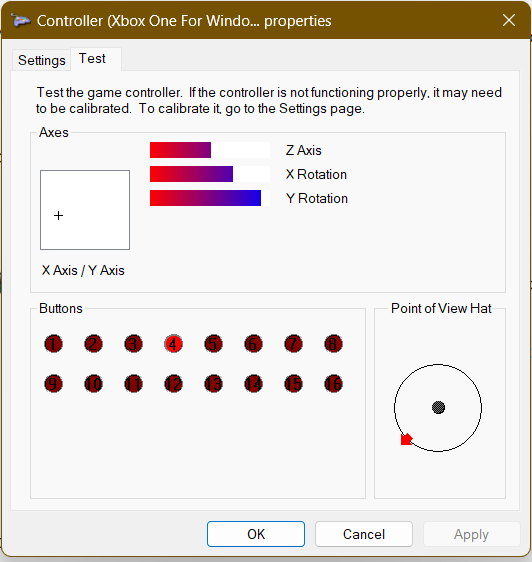 Controller (Xbox One For Windo... properties
Settings
Test
Test the game controller. If the controller is not functioning properly, it may need
to be calibrated. To calibrate it, go to the Settings page.
Axes
Z Axis
X Rotation
Y Rotation
X Axis / Y Axis
Buttons
1 2 3 4 5 6 7 8
9 10 11 12 13 14 15 16
Point of View Hat
OK
Cancel
Apply